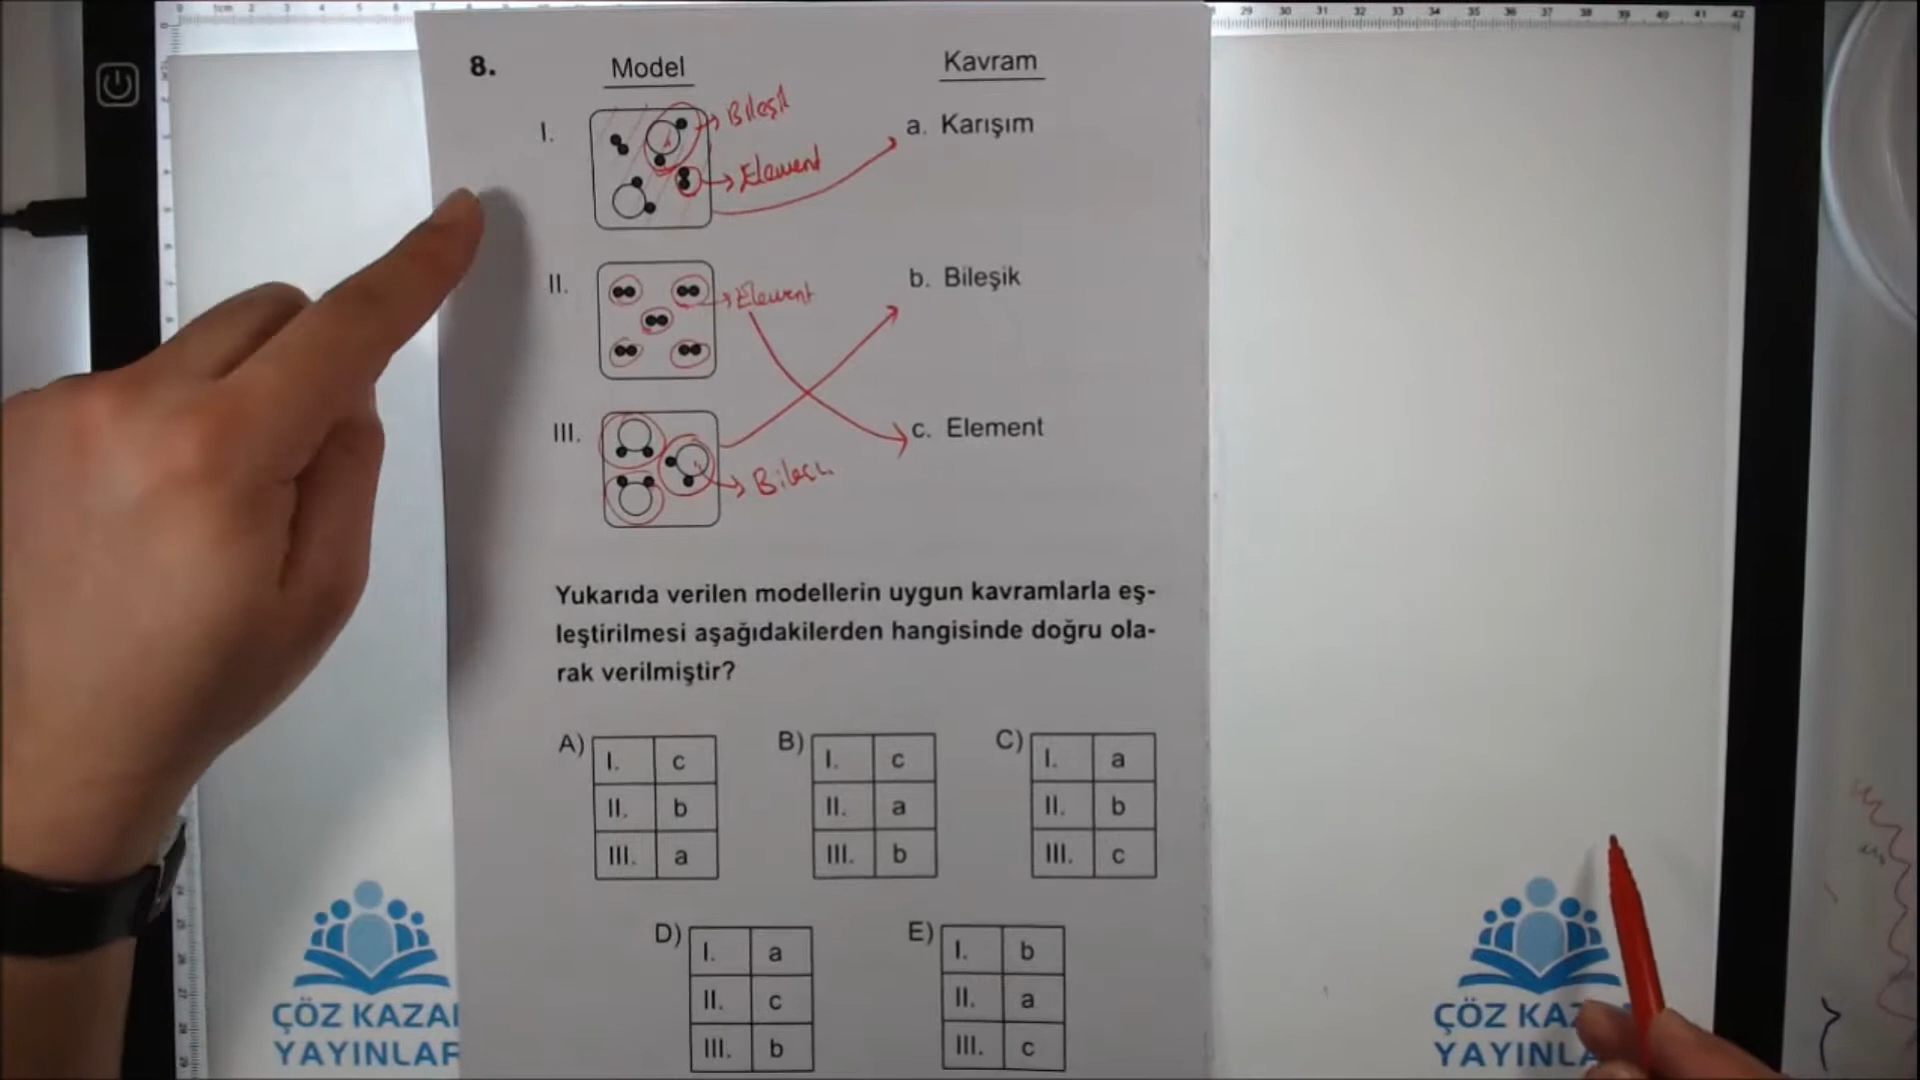 8.
Model
Kavram
I.
Bileşik
Element
a. Karışım
II.
Element
b. Bileşik
III.
c. Element
Yukarıda verilen modellerin uygun kavramlarla eş-
leştirilmesi aşağıdakilerden hangisinde doğru ola-
rak verilmiştir?
A)
I. c
II. b
III. a
B)
I. c
II. a
III. b
C)
I. a
II. b
III. c
D)
I. a
II. c
III. b
E)
I. b
II. a
III. c
ÇÖZ KAZA
YAYINLAR
ÇÖZ KAZ
YAYINLA